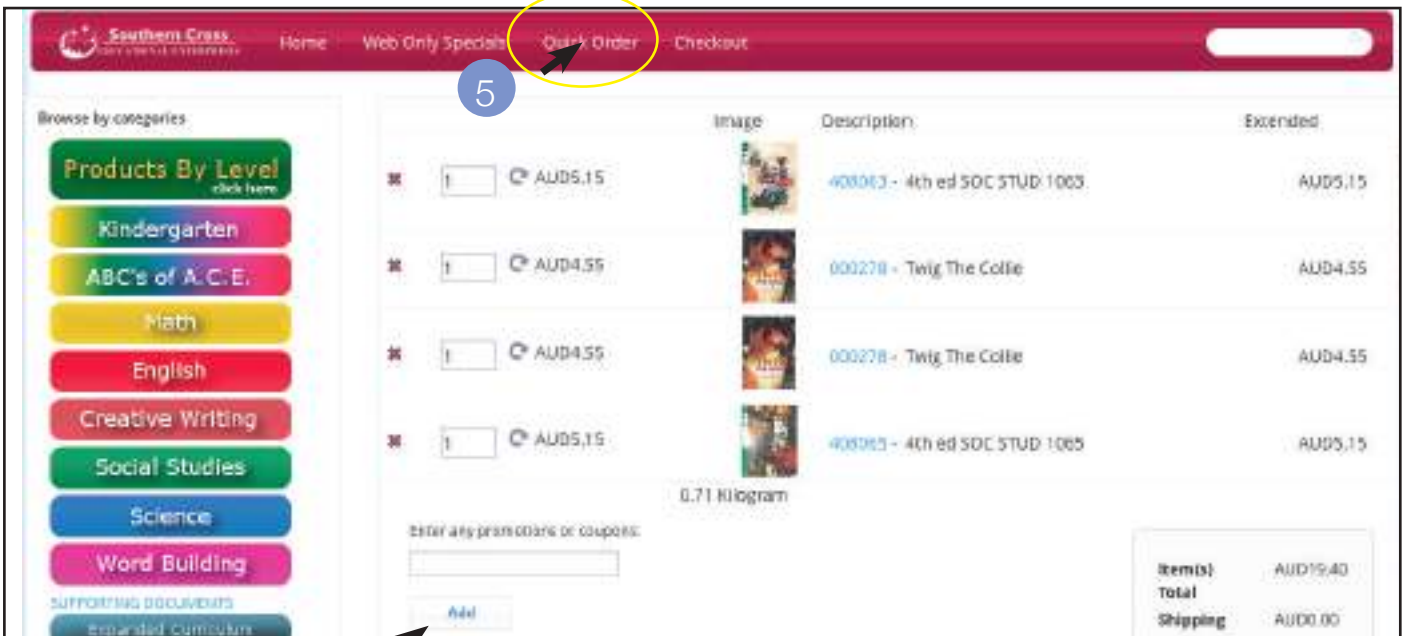 Southern Cross
Home Web Only Specials Quick Order Checkout
5
Browse by categories
Products By Level
click here
Kindergarten
ABC's of A.C.E.
Math
English
Creative Writing
Social Studies
Science
Word Building
SUPPORTING DOCUMENTS
Expanded Curriculum
Image Description Extended
1 AUD5.15 - 4th ed SOC STUD AUD5.15
1 AUD4.55 000278 - Twig The Collie AUD4.55
1 AUD4.55 000278 - Twig The Collie AUD4.55
1 AUD5.15 - 4th ed SOC STUD 1065 AUD5.15
0.71 Kilogram
Enter any promotions or coupons:
Add
Item(s) Total AUD19.40
Shipping AUD0.00